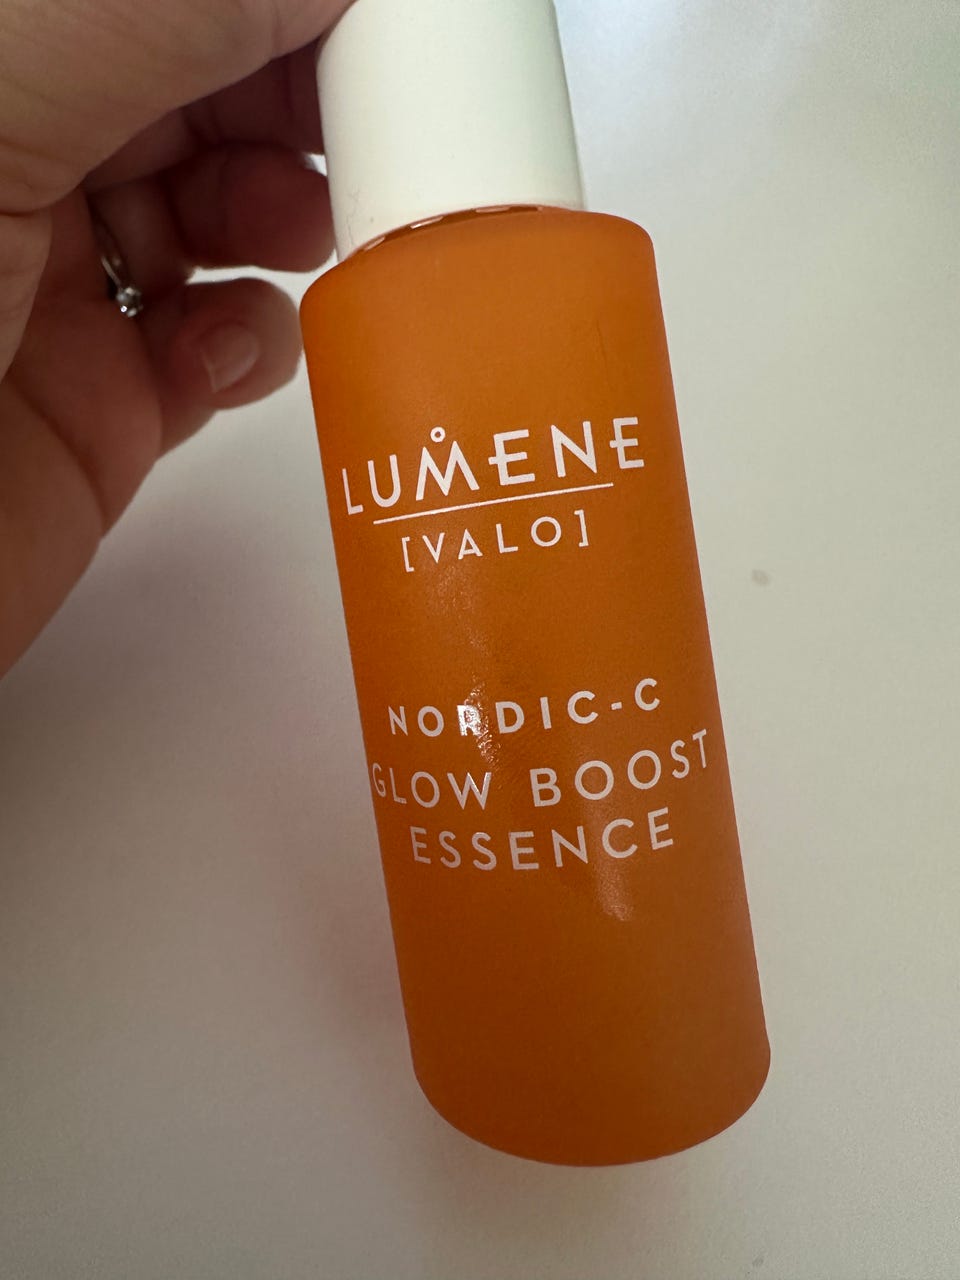 LUMENE
[VALO]
NORDIC-C
GLOW BOOST
ESSENCE